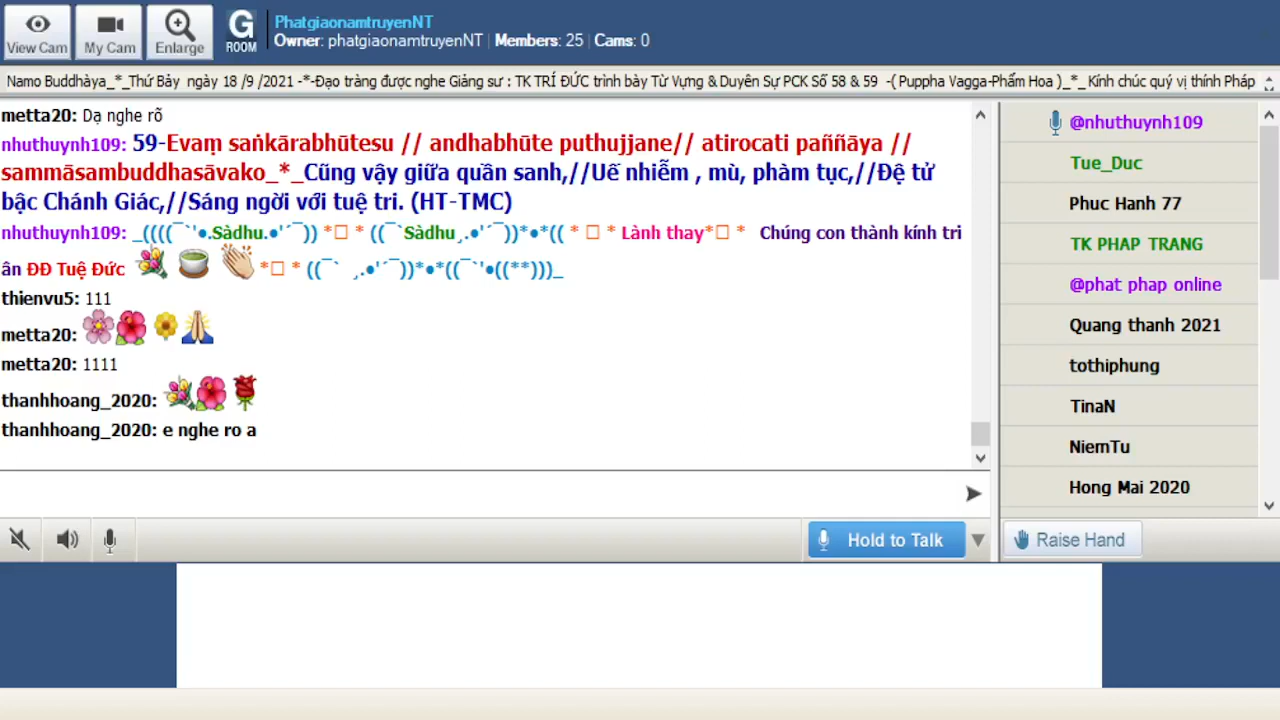 View Cam
My Cam
Enlarge
G
ROOM
PhatgiaonamtruyenNT
Owner: phatgiaonamtruyenNT | Members: 25 | Cams: 0
Namo Buddhàya_*_Thứ Bảy ngày 18 /9 /2021 -*-Đạo tràng được nghe Giảng sư : TK TRÍ ĐỨC trình bày Từ Vựng & Duyên Sự PCK Số 58 & 59 -( Puppha Vagga-Phẩm Hoa )_*_ Kính chúc quý vị thính Pháp
metta20: Dạ nghe rõ
nhuthuynh109: 59-Evaṃ saṅkārabhūtesu // andhabhūte puthujjane// atirocati paññāya //
sammāsambuddhasāvako_*_Cũng vậy giữa quần sanh,//Uế nhiễm , mù, phàm tục,//Đệ tử
bậc Chánh Giác,//Sáng ngời với tuệ tri. (HT-TMC)
nhuthuynh109: _((((¯`'●.Sàdhu.●'´¯)) *□ * ((¯`Sàdhu¸.●'´¯))*●*(( * □ * Lành thay*□ * Chúng con thành kính tri
ân ĐĐ Tuệ Đức *□ * ((¯` ¸.●'´¯))*●*((¯`'●((**)))_
thienvu5: 111
metta20:
metta20: 1111
thanhhoang_2020:
thanhhoang_2020: e nghe ro a
@nhuthuynh109
Tue_Duc
Phuc Hanh 77
TK PHAP TRANG
@phat phap online
Quang thanh 2021
tothiphung
TinaN
NiemTu
Hong Mai 2020
Hold to Talk
Raise Hand